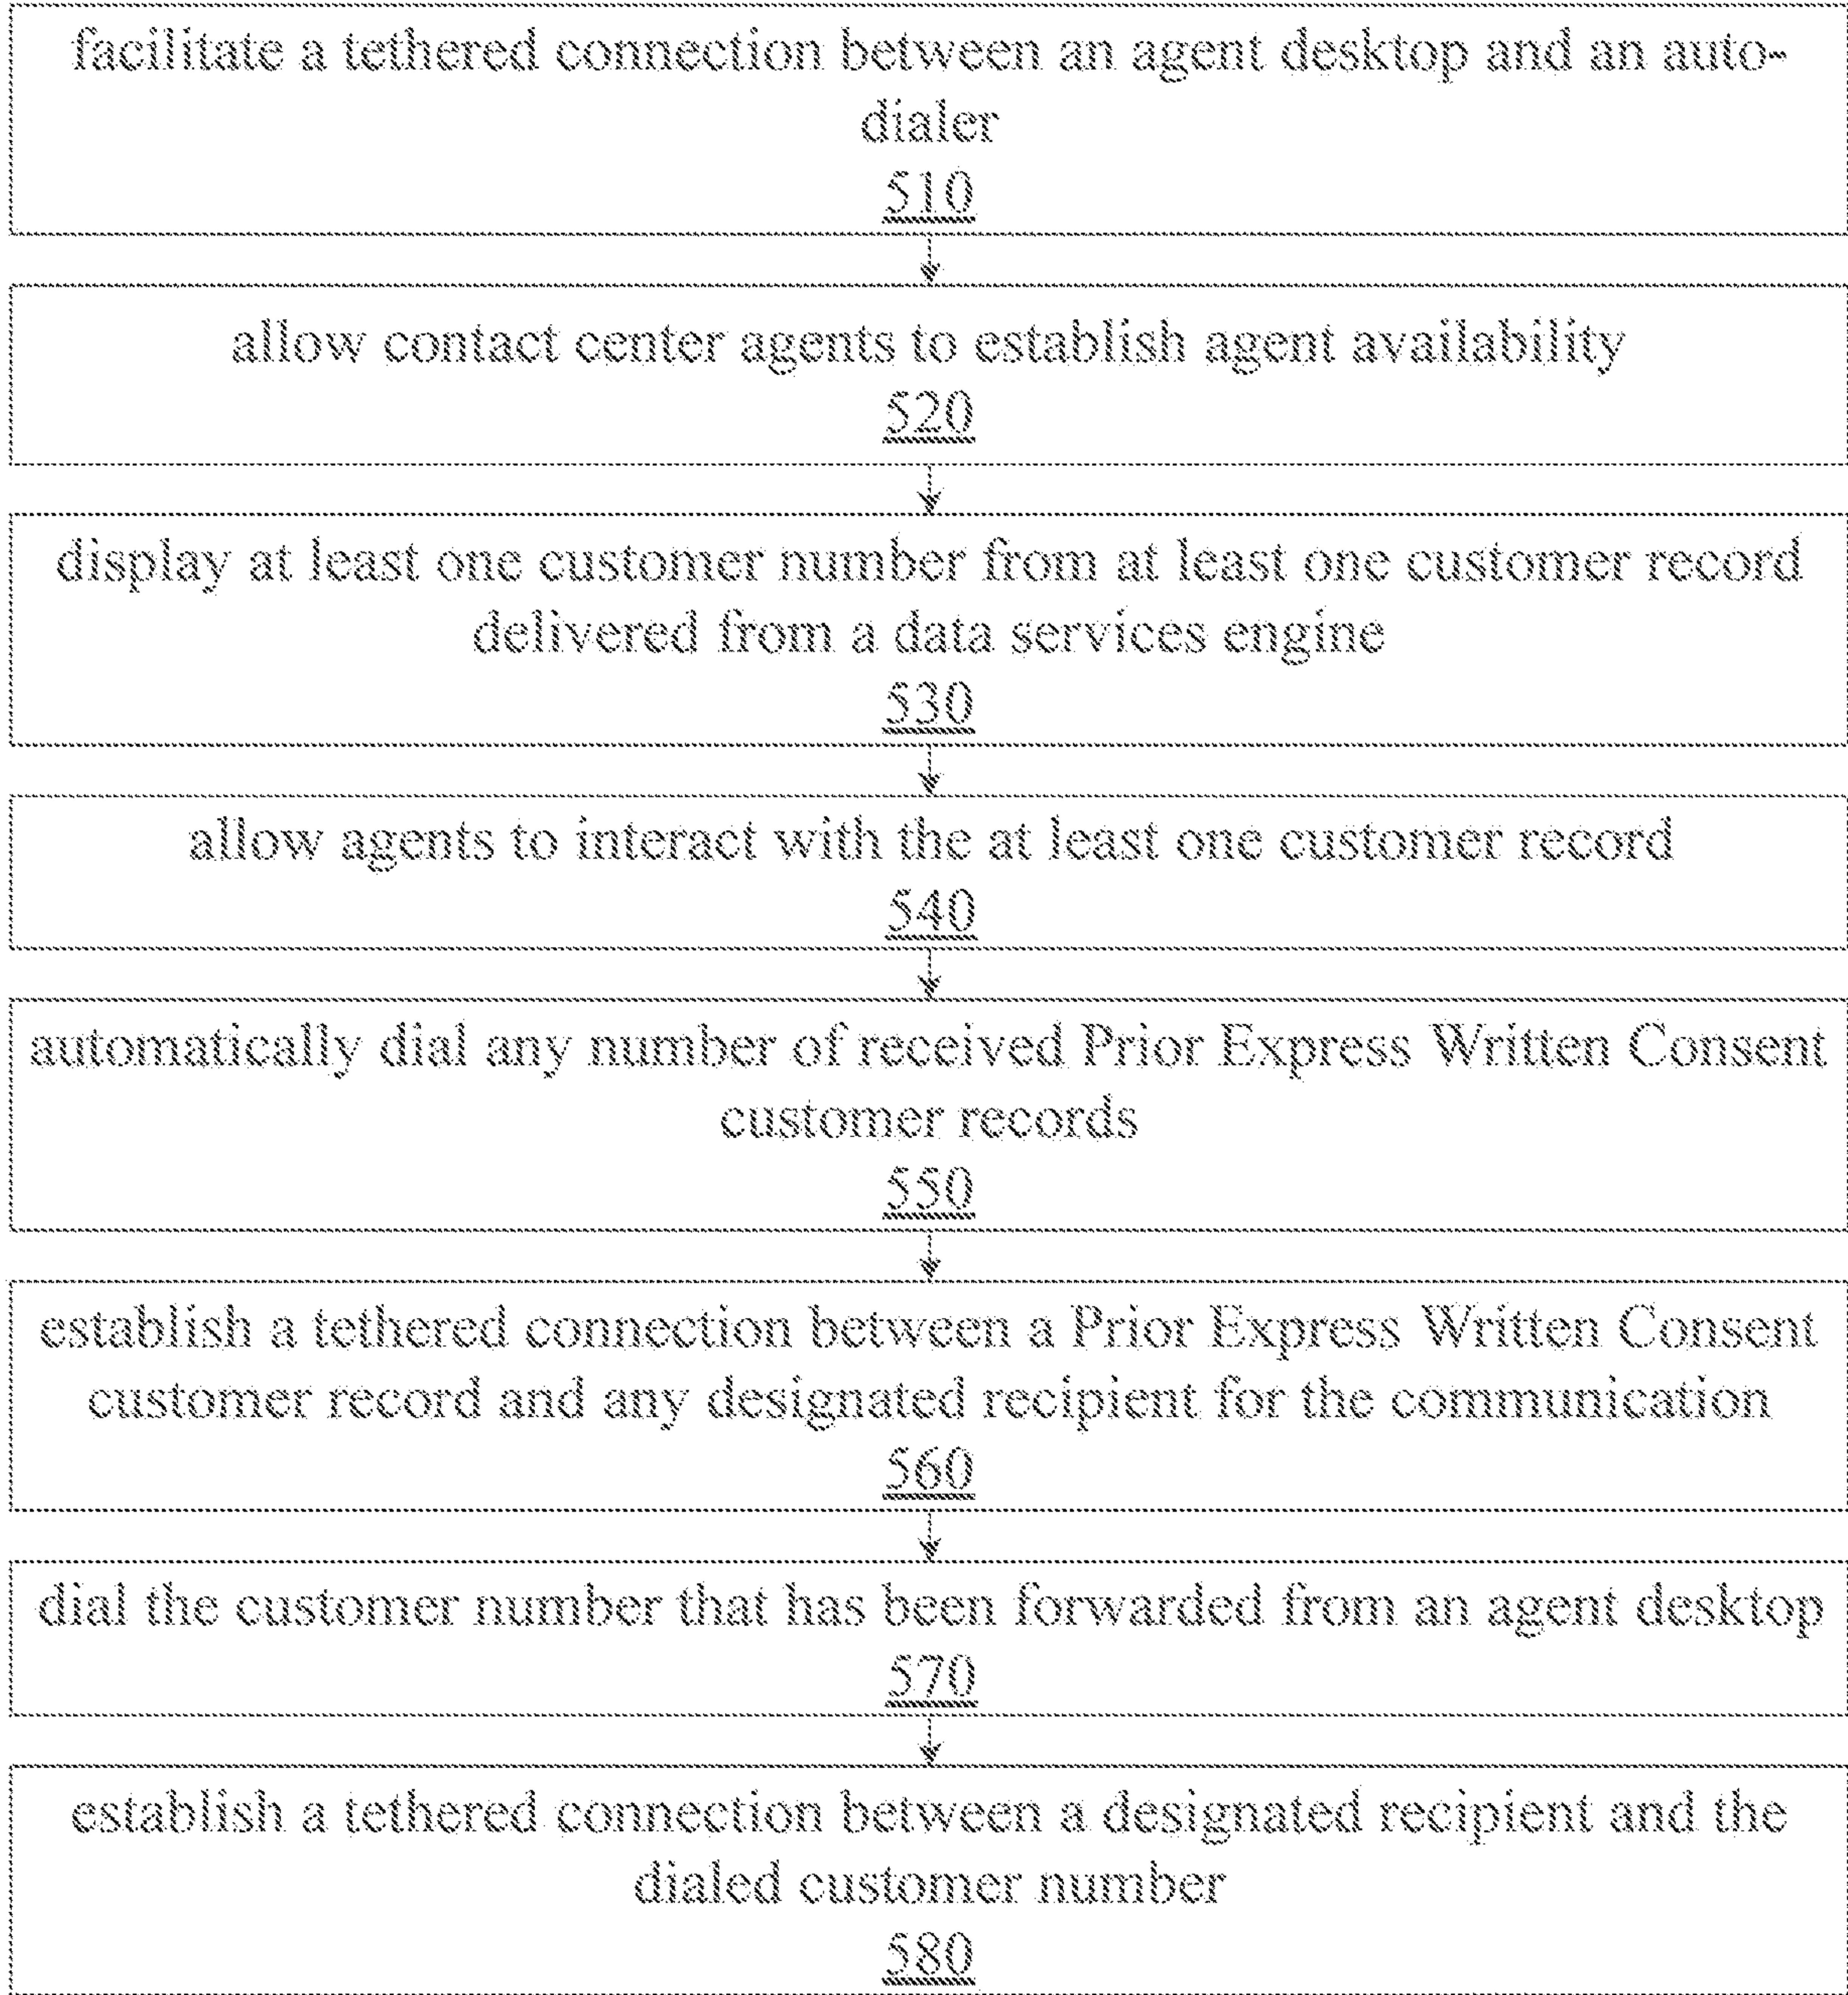 facilitate a tethered connection between an agent desktop and an auto-
dialer
510
allow contact center agents to establish agent availability
520
display at least one customer number from at least one customer record
delivered from a data services engine
530
allow agents to interact with the at least one customer record
540
automatically dial any number of received Prior Express Written Consent
customer records
550
establish a tethered connection between a Prior Express Written Consent
customer record and any designated recipient for the communication
560
dial the customer number that has been forwarded from an agent desktop
570
establish a tethered connection between a designated recipient and the
dialed customer number
580